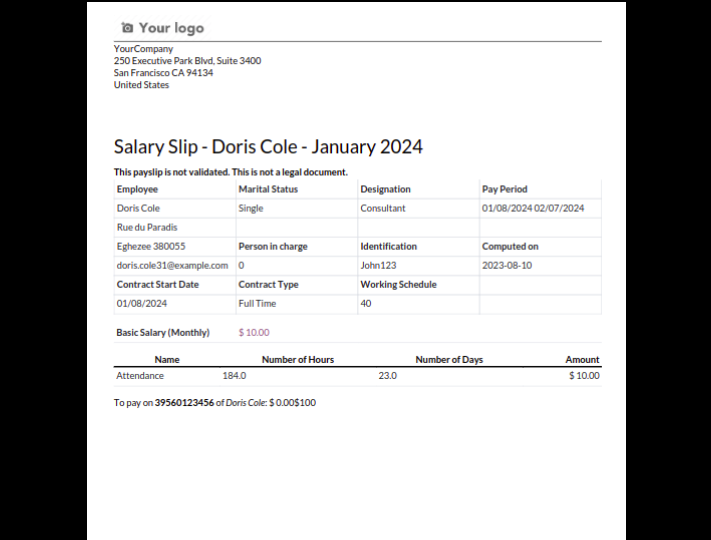 Your logo
YourCompany
250 Executive Park Blvd, Suite 3400
San Francisco CA 94134
United States
Salary Slip - Doris Cole - January 2024
This payslip is not validated. This is not a legal document.
Employee Marital Status Designation Pay Period
Doris Cole Single Consultant 01/08/2024 02/07/2024
Rue du Paradis
Eghezee 380055 Person in charge Identification Computed on
doris.cole31@example.com 0 John123 2023-08-10
Contract Start Date Contract Type Working Schedule
01/08/2024 Full Time 40
Basic Salary (Monthly) $ 10.00
Name Number of Hours Number of Days Amount
Attendance 184.0 23.0 $ 10.00
To pay on 39560123456 of Doris Cole: $ 0.00$100